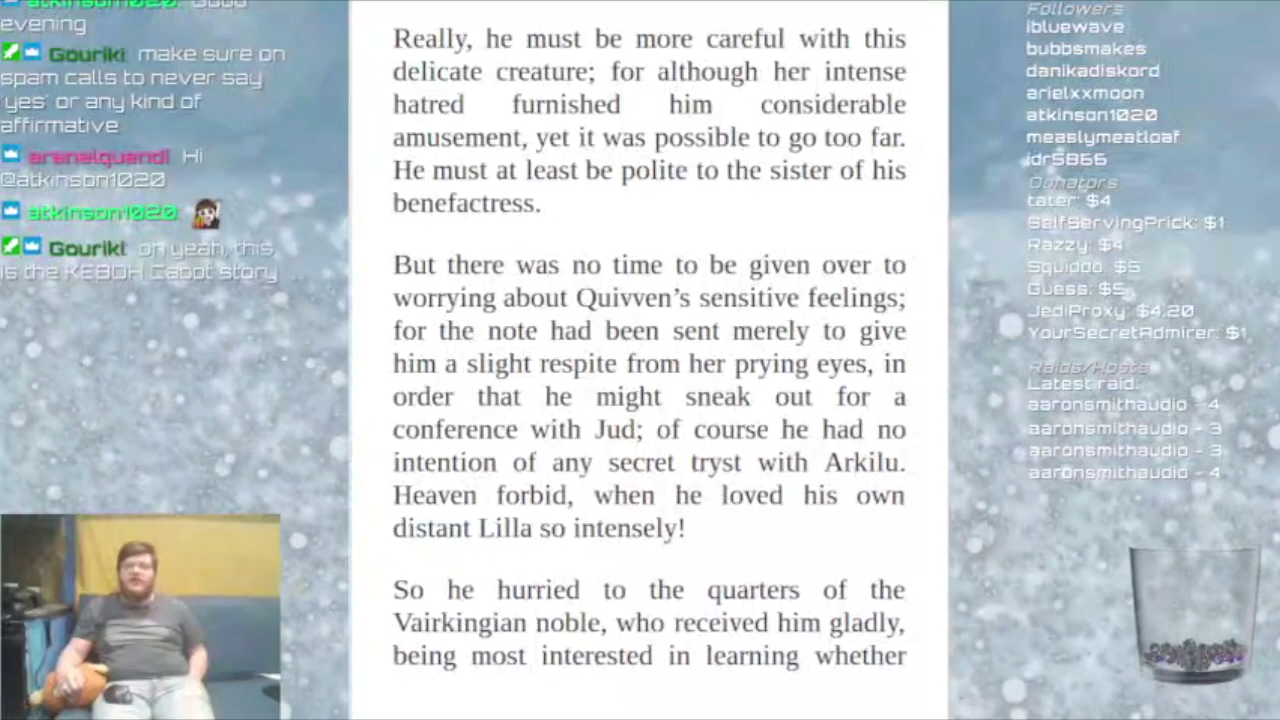 atkinson1020: Good
evening
Gouriki: make sure on
spam calls to never say
'yes' or any kind of
affirmative
aranelquendi: Hi
@atkinson1020
atkinson1020:
Gouriki: oh yeah, this
is the KEBOH Cabot story
Really, he must be more careful with this
delicate creature; for although her intense
hatred furnished him considerable
amusement, yet it was possible to go too far.
He must at least be polite to the sister of his
benefactress.
But there was no time to be given over to
worrying about Quivven’s sensitive feelings;
for the note had been sent merely to give
him a slight respite from her prying eyes, in
order that he might sneak out for a
conference with Jud; of course he had no
intention of any secret tryst with Arkilu.
Heaven forbid, when he loved his own
distant Lilla so intensely!
So he hurried to the quarters of the
Vairkingian noble, who received him gladly,
being most interested in learning whether
Followers
ibluewave
bubbsmakes
danikadiskord
arielxxmoon
atkinson1020
measlymeatloaf
idr5866
Donators
tater: $4
SelfServingPrick: $1
Razzy: $4
Squidoo: $5
Guess: $5
JediProxy: $4.20
YourSecretAdmirer: $1
Raids/Hosts
Latest raid:
aaronsmithaudio - 4
aaronsmithaudio - 3
aaronsmithaudio - 3
aaronsmithaudio - 4